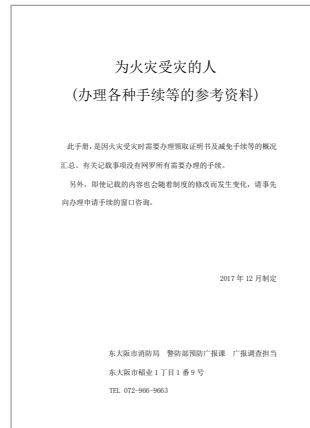 为火灾受灾的人
(办理各种手续等的参考资料)
此手册,是因火灾受灾时需要办理领取证明书及减免手续等的概况
汇总。有关记载事项没有网罗所有需要办理的手续。
另外，即使记载的内容也会随着制度的修改而发生变化，请事先
向办理申请手续的窗口咨询。
2017 年 12 月制定
东大阪市消防局　警防部预防广报课　广报调查担当
东大阪市稲业 1 丁目 1 番 9 号
TEL 072-966-9663